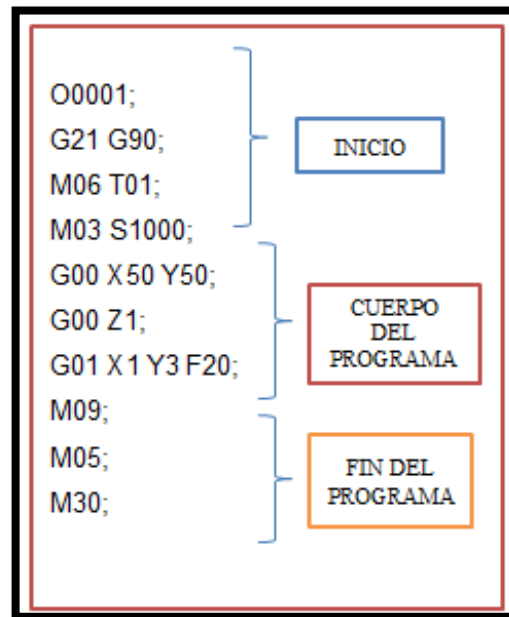 O0001;
G21 G90;
M06 T01;
M03 S1000;
G00 X50 Y50;
G00 Z1;
G01 X1 Y3 F20;
M09;
M05;
M30;
INICIO
CUERPO
DEL
PROGRAMA
FIN DEL
PROGRAMA